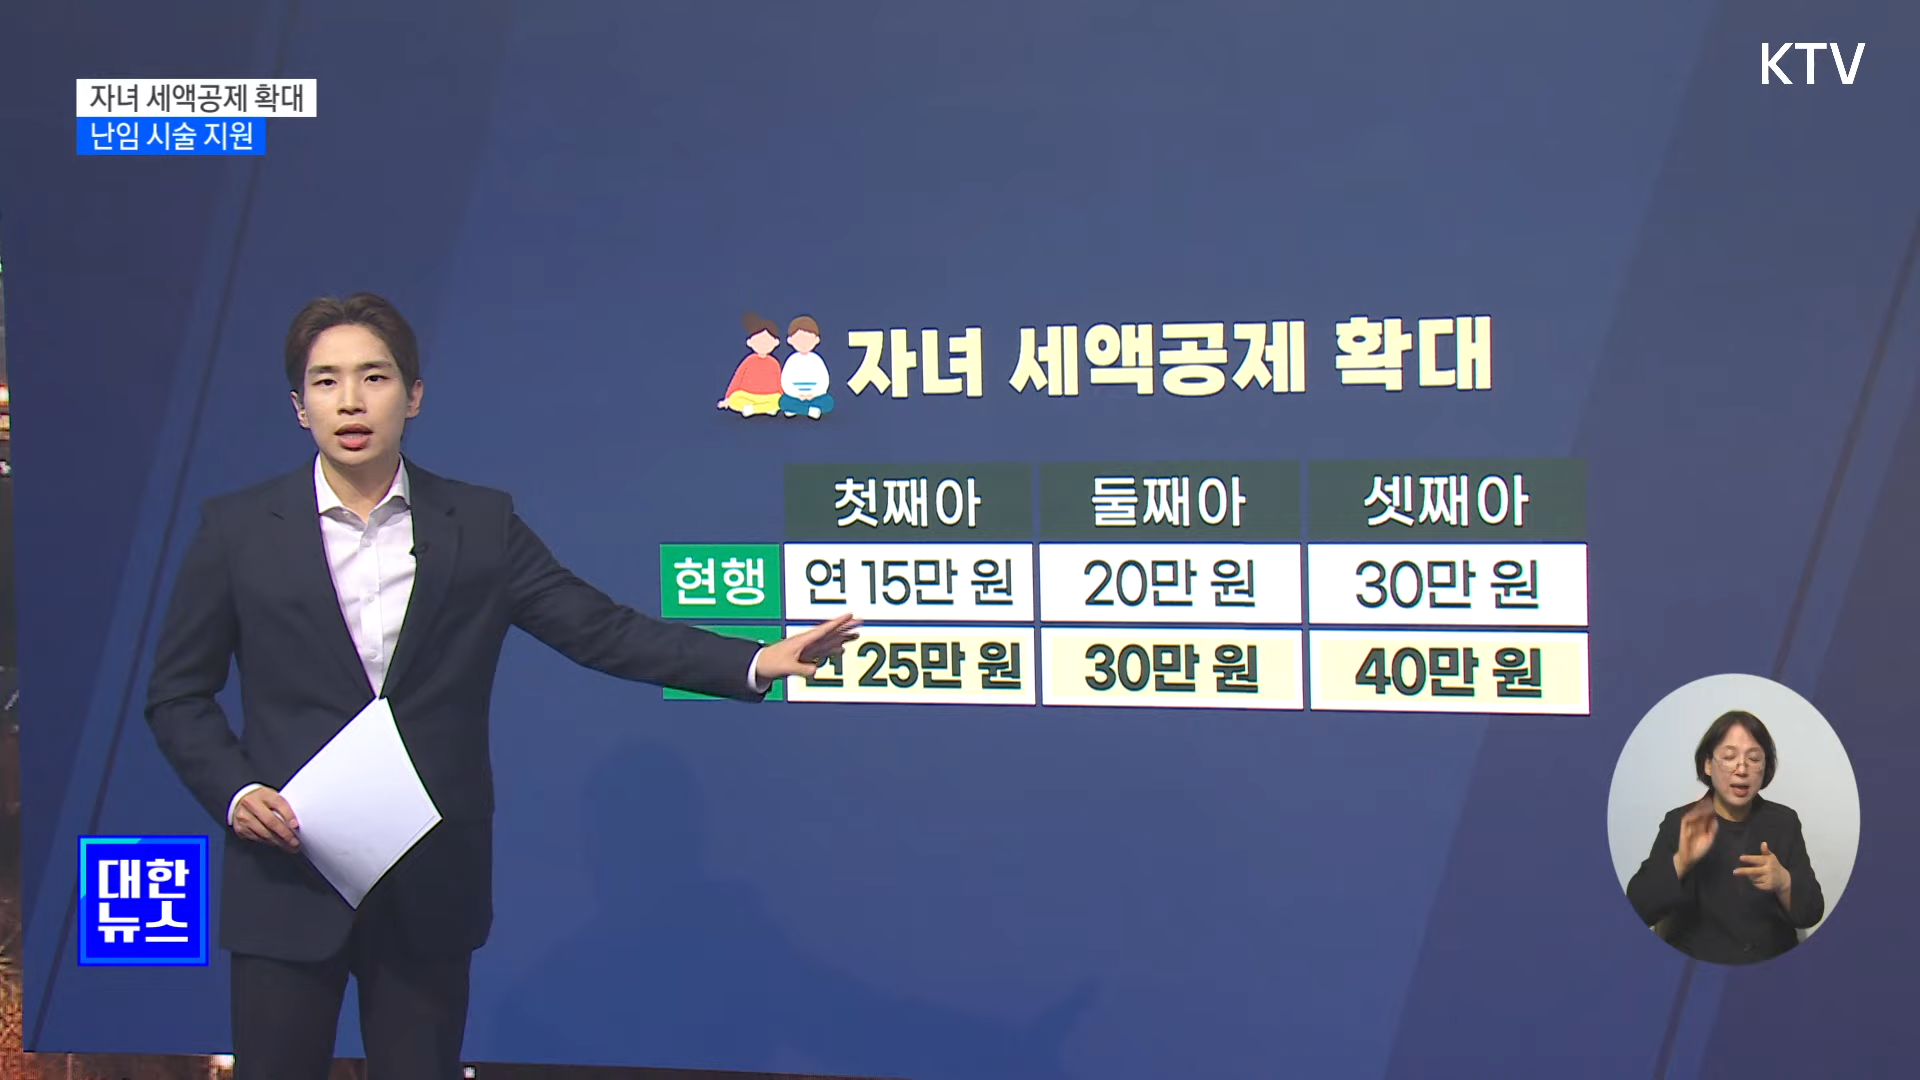 KTV
자녀 세액공제 확대
난임 시술 지원
자녀 세액공제 확대
첫째아 둘째아 셋째아
현행 연 15만 원 20만 원 30만 원
25만 원 30만 원 40만 원
대한
뉴스